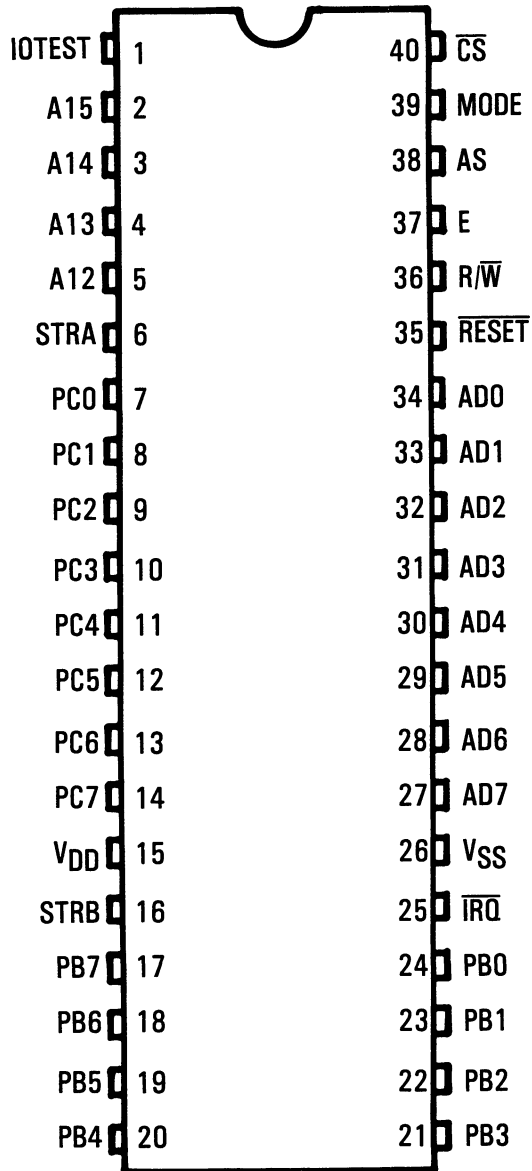 IOTEST 1 40 C̅S̅
A15 2 39 MODE
A14 3 38 AS
A13 4 37 E
A12 5 36 R/W̅
STRA 6 35 R̅E̅S̅E̅T̅
PC0 7 34 AD0
PC1 8 33 AD1
PC2 9 32 AD2
PC3 10 31 AD3
PC4 11 30 AD4
PC5 12 29 AD5
PC6 13 28 AD6
PC7 14 27 AD7
VDD 15 26 VSS
STRB 16 25 I̅R̅Q̅
PB7 17 24 PB0
PB6 18 23 PB1
PB5 19 22 PB2
PB4 20 21 PB3